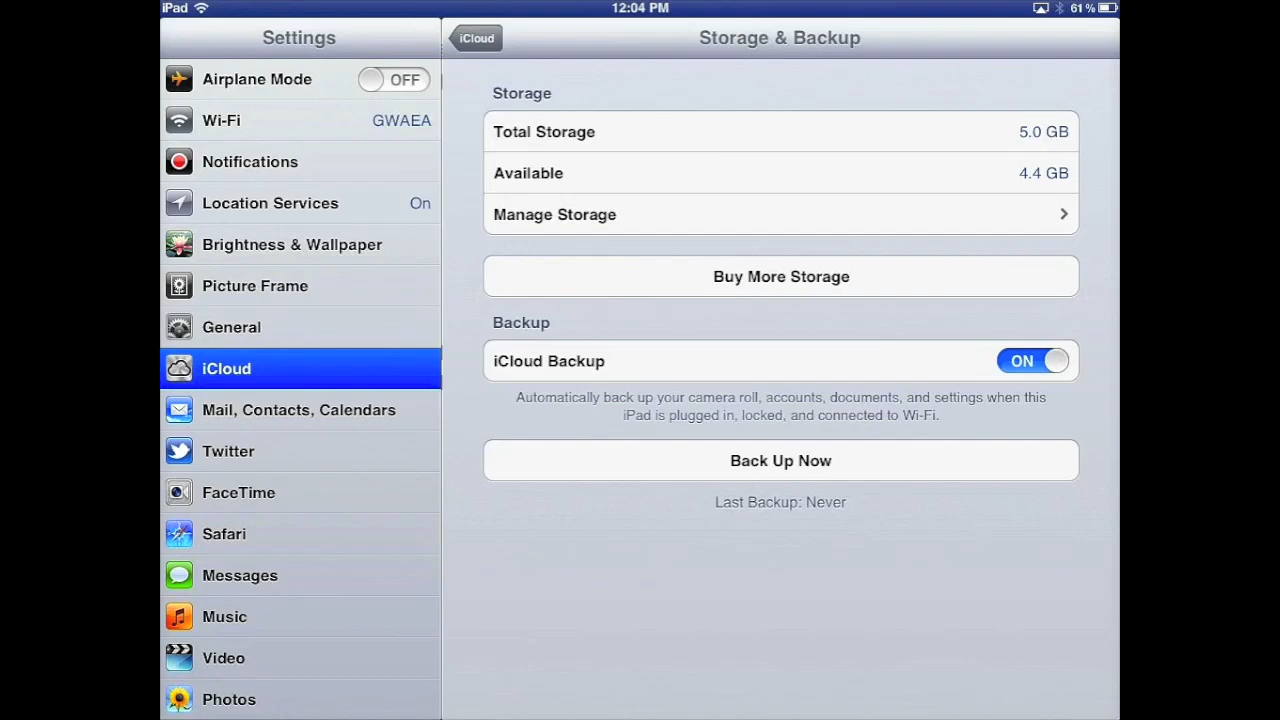 iPad 12:04 PM 61%
Settings
Airplane Mode OFF
Wi-Fi GWAEA
Notifications
Location Services On
Brightness & Wallpaper
Picture Frame
General
iCloud
Mail, Contacts, Calendars
Twitter
FaceTime
Safari
Messages
Music
Video
Photos
iCloud
Storage & Backup
Storage
Total Storage 5.0 GB
Available 4.4 GB
Manage Storage
Buy More Storage
Backup
iCloud Backup ON
Automatically back up your camera roll, accounts, documents, and settings when this
iPad is plugged in, locked, and connected to Wi-Fi.
Back Up Now
Last Backup: Never